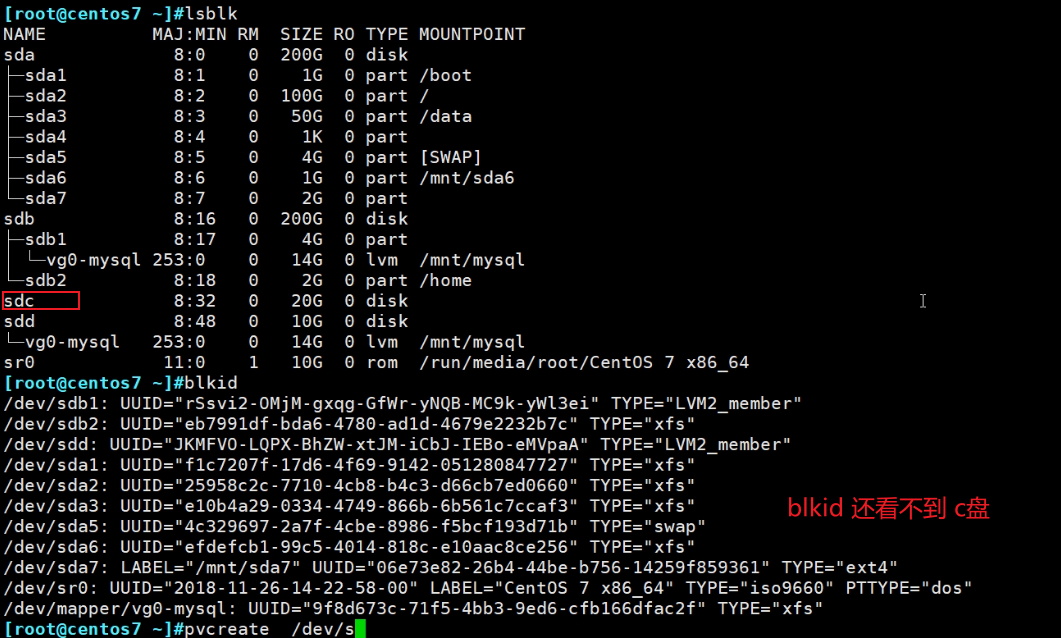 [root@centos7 ~]#lsblk
NAME MAJ:MIN RM SIZE RO TYPE MOUNTPOINT
sda 8:0 0 200G 0 disk
├─sda1 8:1 0 1G 0 part /boot
├─sda2 8:2 0 100G 0 part /
├─sda3 8:3 0 50G 0 part /data
├─sda4 8:4 0 1K 0 part
├─sda5 8:5 0 4G 0 part [SWAP]
├─sda6 8:6 0 1G 0 part /mnt/sda6
└─sda7 8:7 0 2G 0 part
sdb 8:16 0 200G 0 disk
├─sdb1 8:17 0 4G 0 part
│ └─vg0-mysql 253:0 0 14G 0 lvm /mnt/mysql
└─sdb2 8:18 0 2G 0 part /home
sdc 8:32 0 20G 0 disk
sdd 8:48 0 10G 0 disk
└─vg0-mysql 253:0 0 14G 0 lvm /mnt/mysql
sr0 11:0 1 10G 0 rom /run/media/root/CentOS 7 x86_64
[root@centos7 ~]#blkid
/dev/sdb1: UUID="rSsvi2-OMjM-gxqg-GfWr-yNQB-MC9k-yWl3ei" TYPE="LVM2_member"
/dev/sdb2: UUID="eb7991df-bda6-4780-ad1d-4679e2232b7c" TYPE="xfs"
/dev/sdd: UUID="JKMFVO-LQPX-BhZW-xtJM-iCbJ-IEBo-eMVpaA" TYPE="LVM2_member"
/dev/sda1: UUID="f1c7207f-17d6-4f69-9142-051280847727" TYPE="xfs"
/dev/sda2: UUID="25958c2c-7710-4cb8-b4c3-d66cb7ed0660" TYPE="xfs"
/dev/sda3: UUID="e10b4a29-0334-4749-866b-6b561c7ccaf3" TYPE="xfs"
/dev/sda5: UUID="4c329697-2a7f-4cbe-8986-f5bcf193d71b" TYPE="swap"
/dev/sda6: UUID="efdefcb1-99c5-4014-818c-e10aac8ce256" TYPE="xfs"
/dev/sda7: LABEL="/mnt/sda7" UUID="06e73e82-26b4-44be-b756-14259f859361" TYPE="ext4"
/dev/sr0: UUID="2018-11-26-14-22-58-00" LABEL="CentOS 7 x86_64" TYPE="iso9660" PTTYPE="dos"
/dev/mapper/vg0-mysql: UUID="9f8d673c-71f5-4bb3-9ed6-cfb166dfac2f" TYPE="xfs"
[root@centos7 ~]#pvcreate /dev/s
blkid 还看不到 c盘